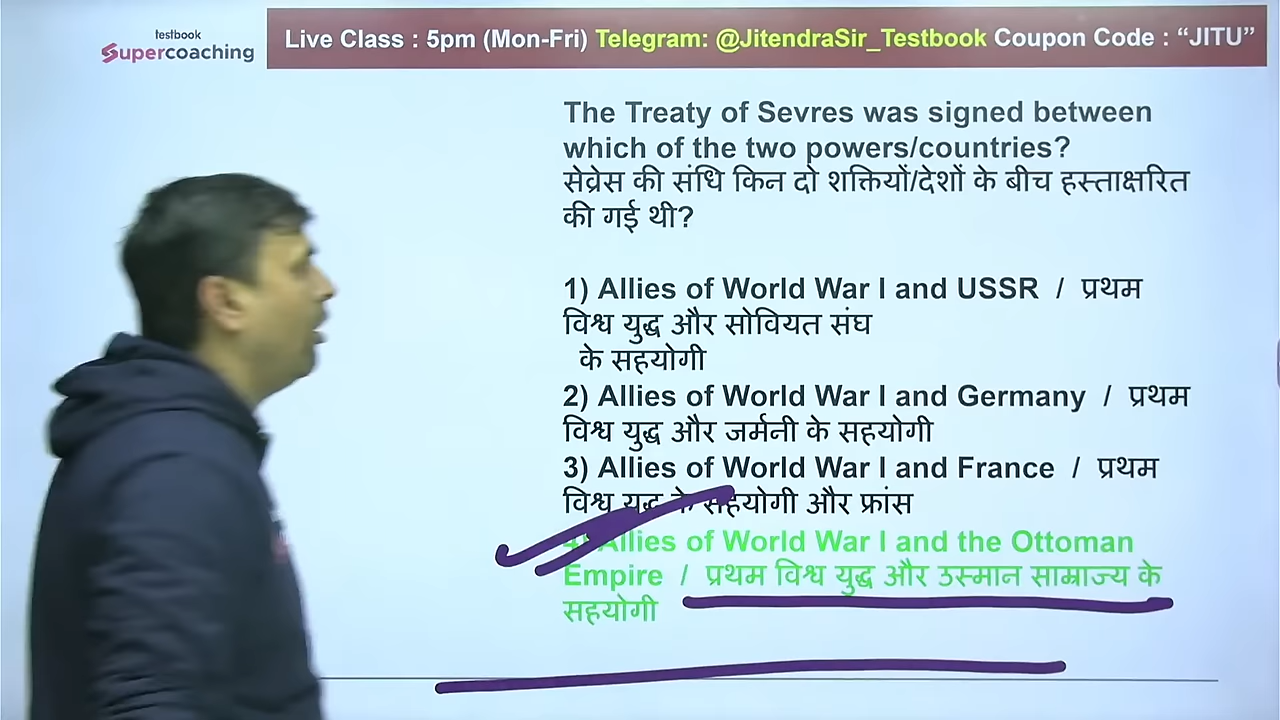 testbook
Supercoaching
Live Class : 5pm (Mon-Fri) Telegram: @JitendraSir_Testbook Coupon Code : “JITU”
The Treaty of Sevres was signed between
which of the two powers/countries?
सेव्रेस की संधि किन दो शक्तियों/देशों के बीच हस्ताक्षरित
की गई थी?
1) Allies of World War I and USSR / प्रथम
विश्व युद्ध और सोवियत संघ
के सहयोगी
2) Allies of World War I and Germany / प्रथम
विश्व युद्ध और जर्मनी के सहयोगी
3) Allies of World War I and France / प्रथम
विश्व युद्ध के सहयोगी और फ्रांस
4) Allies of World War I and the Ottoman
Empire / प्रथम विश्व युद्ध और उस्मान साम्राज्य के
सहयोगी